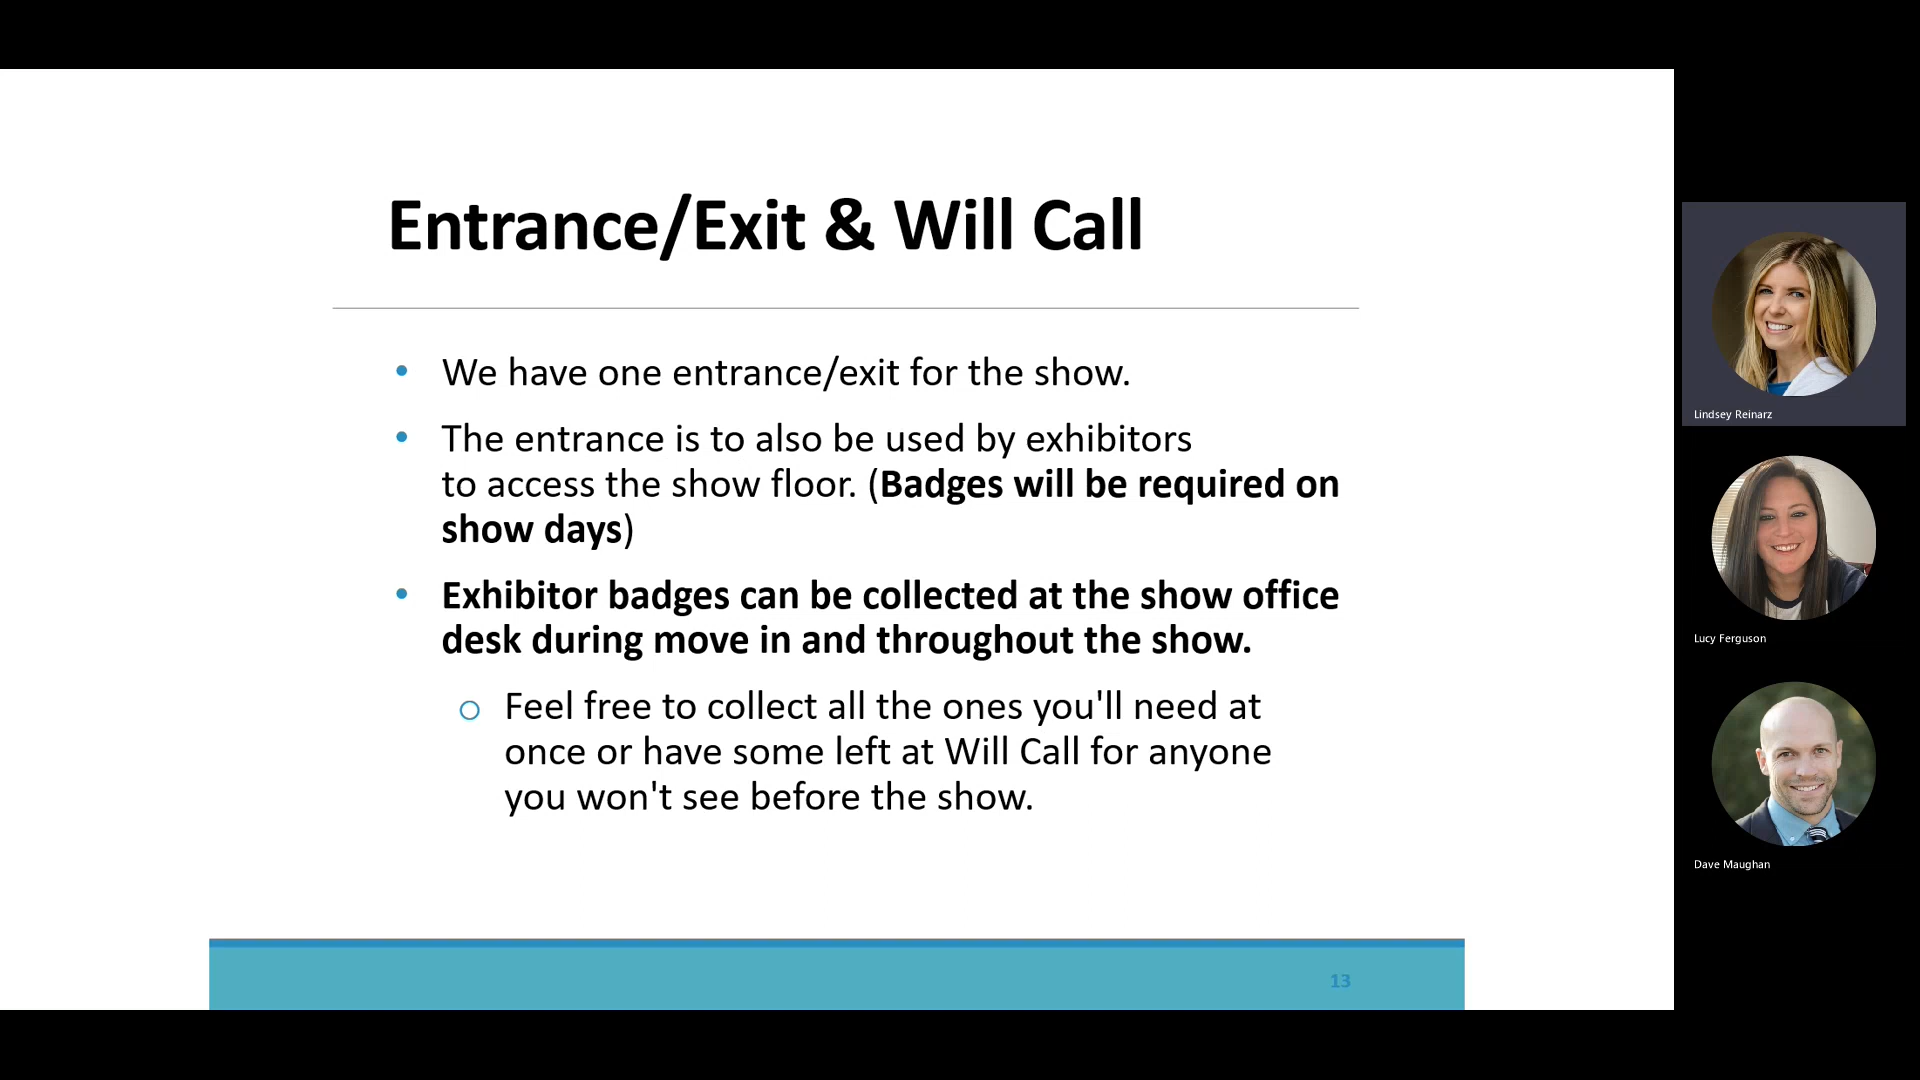 Entrance/Exit & Will Call
• We have one entrance/exit for the show.
• The entrance is to also be used by exhibitors
to access the show floor. (Badges will be required on
show days)
• Exhibitor badges can be collected at the show office
desk during move in and throughout the show.
o Feel free to collect all the ones you'll need at
once or have some left at Will Call for anyone
you won't see before the show.
13
Lindsey Reinarz
Lucy Ferguson
Dave Maughan